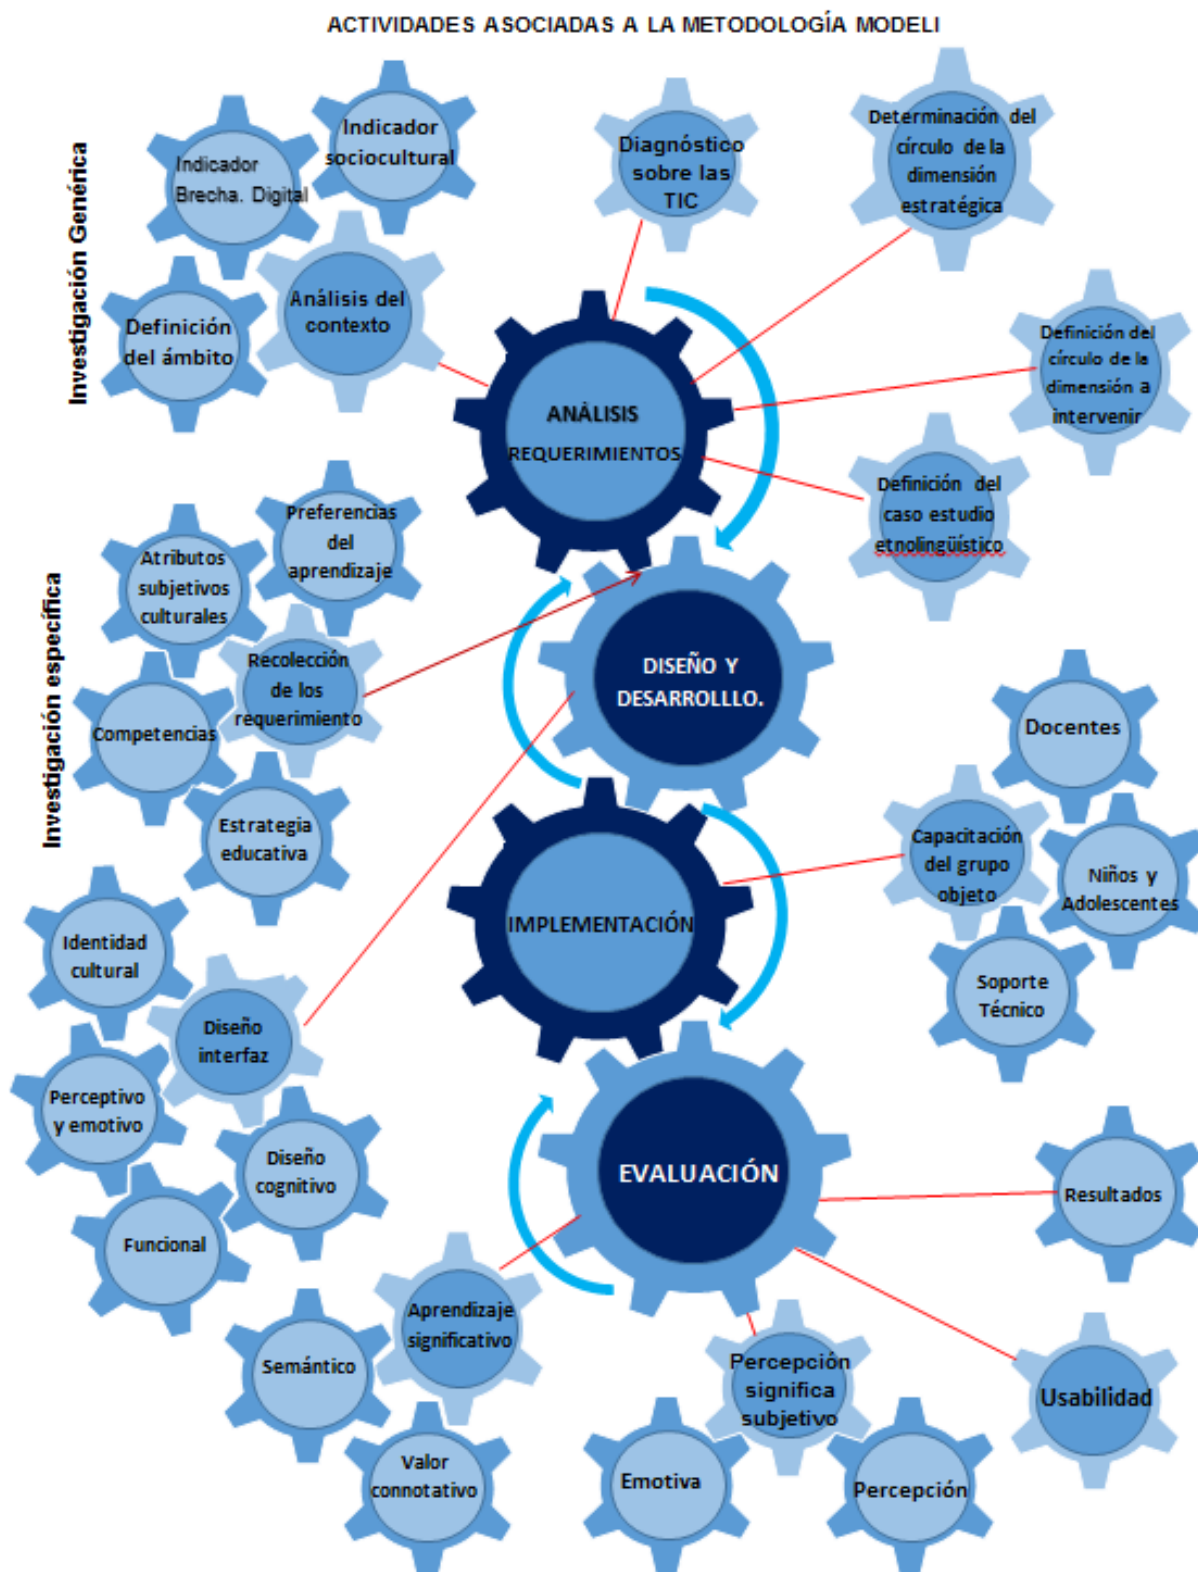 ACTIVIDADES ASOCIADAS A LA METODOLOGÍA MODELI
Investigación Genérica
Indicador
Brecha. Digital
Indicador
sociocultural
Diagnóstico
sobre las
TIC
Determinación del
círculo de la
dimensión
estratégica
Definición
del ámbito
Análisis del
contexto
Definición del
círculo de la
dimensión a
intervenir
ANÁLISIS
REQUERIMIENTOS
Definición del
caso estudio
etnolingüístico
Investigación específica
Preferencias
del
aprendizaje
Atributos
subjetivos
culturales
Recolección
de los
requerimiento
Competencias
Estrategia
educativa
DISEÑO Y
DESARROLLLO.
Docentes
Capacitación
del grupo
objeto
Niños y
Adolescentes
Soporte
Técnico
IMPLEMENTACIÓN
Identidad
cultural
Diseño
interfaz
Perceptivo
y emotivo
Diseño
cognitivo
Funcional
EVALUACIÓN
Resultados
Aprendizaje
significativo
Semántico
Valor
connotativo
Percepción
significa
subjetivo
Usabilidad
Emotiva
Percepción